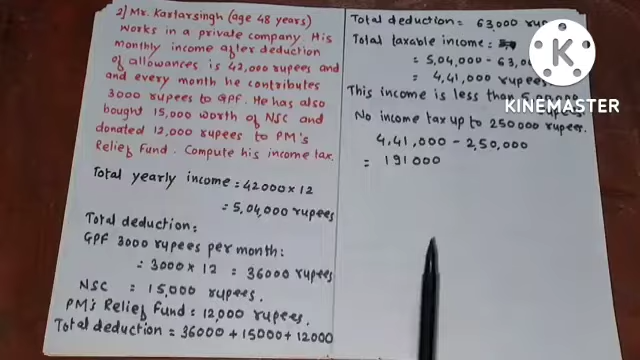 2) Mr. Kartarsingh (age 48 years)
works in a private company. His
monthly income after deduction
of allowances is 42,000 rupees and
and every month he contributes
3000 rupees to GPF. He has also
bought 15,000 worth of NSC and
donated 12,000 rupees to PM's
Relief Fund. Compute his income tax.
Total yearly income = 42000 × 12
= 5,04,000 rupees
Total deduction:
GPF 3000 rupees per month:
= 3000 × 12 = 36000 rupees
NSC = 15,000 rupees.
PM's Relief Fund = 12,000 rupees.
Total deduction = 36000 + 15000 + 12000
Total deduction = 63,000
Total taxable income:
= 5,04,000 - 63,0
= 4,41,000 rupees
This income is less than
rupees.
No income tax up to 250000 rupees.
4,41,000 - 2,50,000
= 191000
K
KINEMASTER